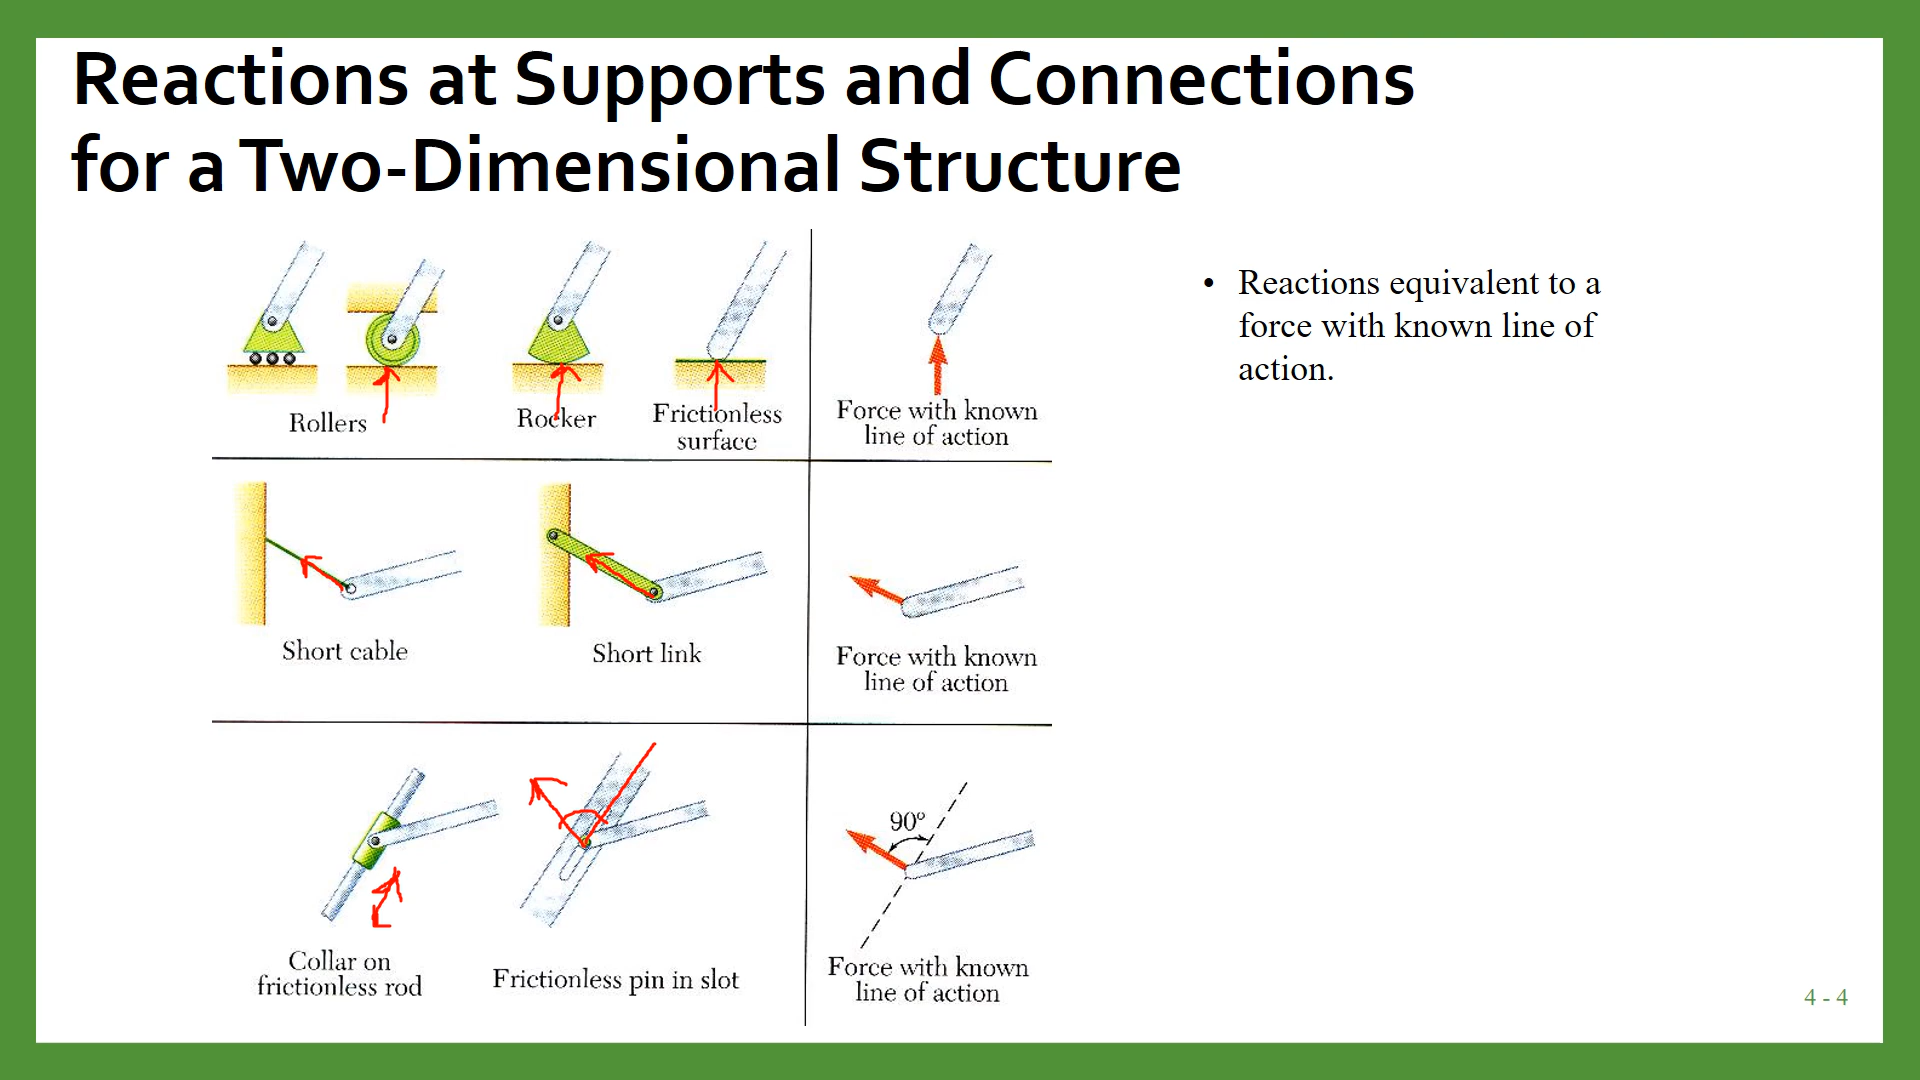 Reactions at Supports and Connections
for a Two-Dimensional Structure
Rollers
Rocker
Frictionless
surface
Force with known
line of action
• Reactions equivalent to a
force with known line of
action.
Short cable
Short link
Force with known
line of action
90º
Collar on
frictionless rod
Frictionless pin in slot
Force with known
line of action
4 - 4